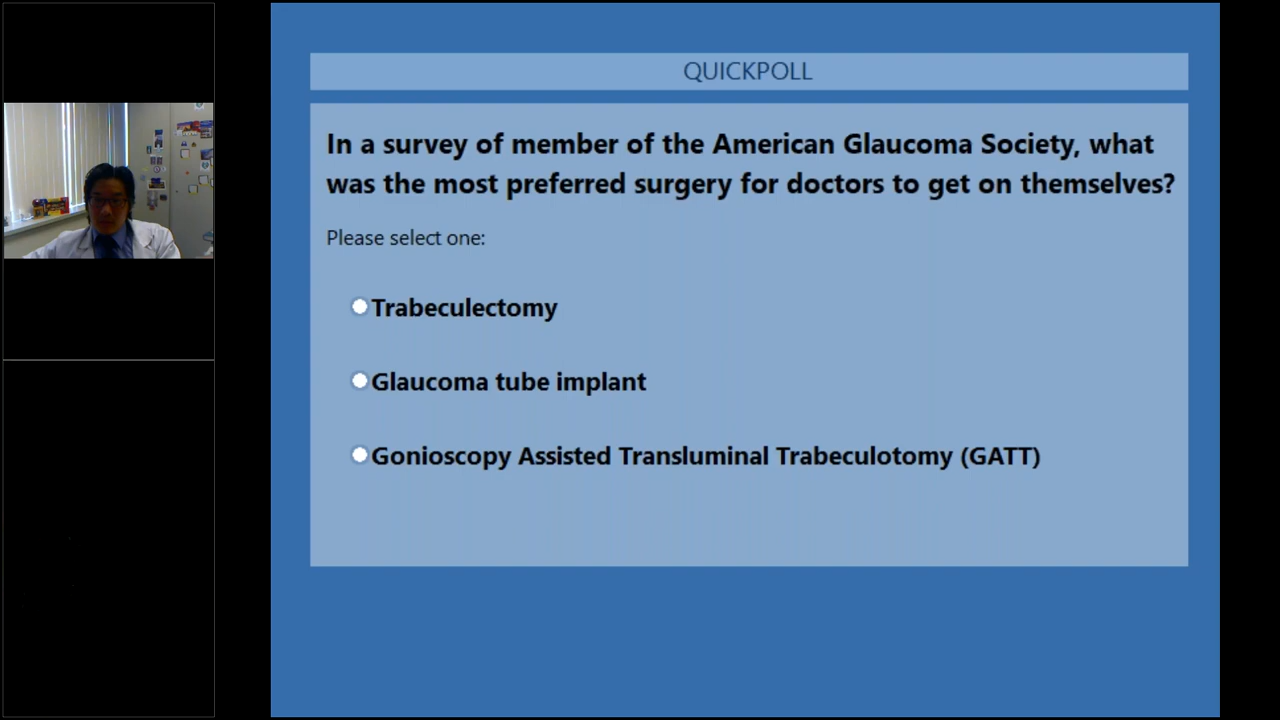 QUICKPOLL
In a survey of member of the American Glaucoma Society, what
was the most preferred surgery for doctors to get on themselves?
Please select one:
Trabeculectomy
Glaucoma tube implant
Gonioscopy Assisted Transluminal Trabeculotomy (GATT)